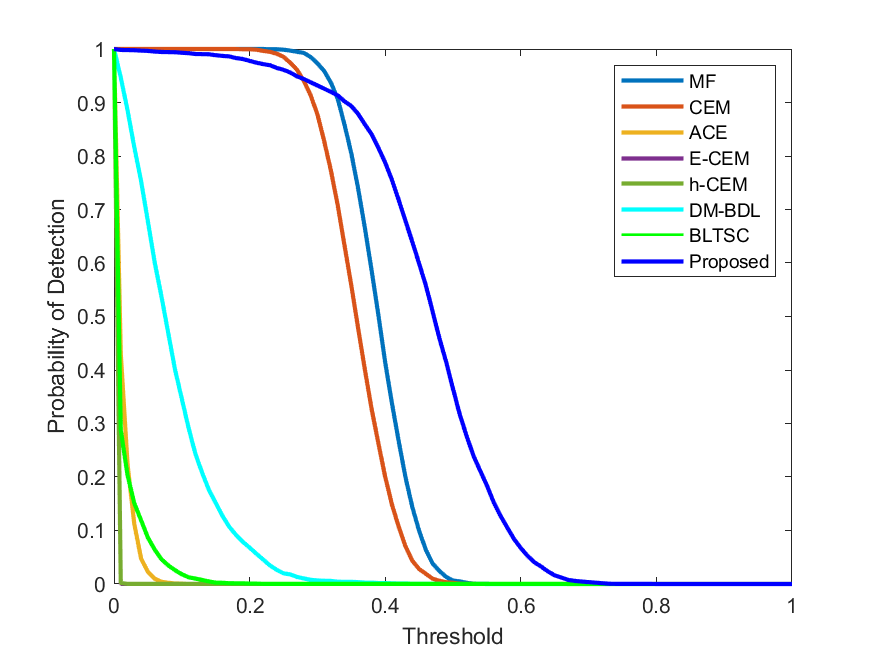 1
0.9
0.8
0.7
0.6
0.5
0.4
0.3
0.2
0.1
0
Probability of Detection
MF
CEM
ACE
E-CEM
h-CEM
DM-BDL
BLTSC
Proposed
0 0.2 0.4 0.6 0.8 1
Threshold